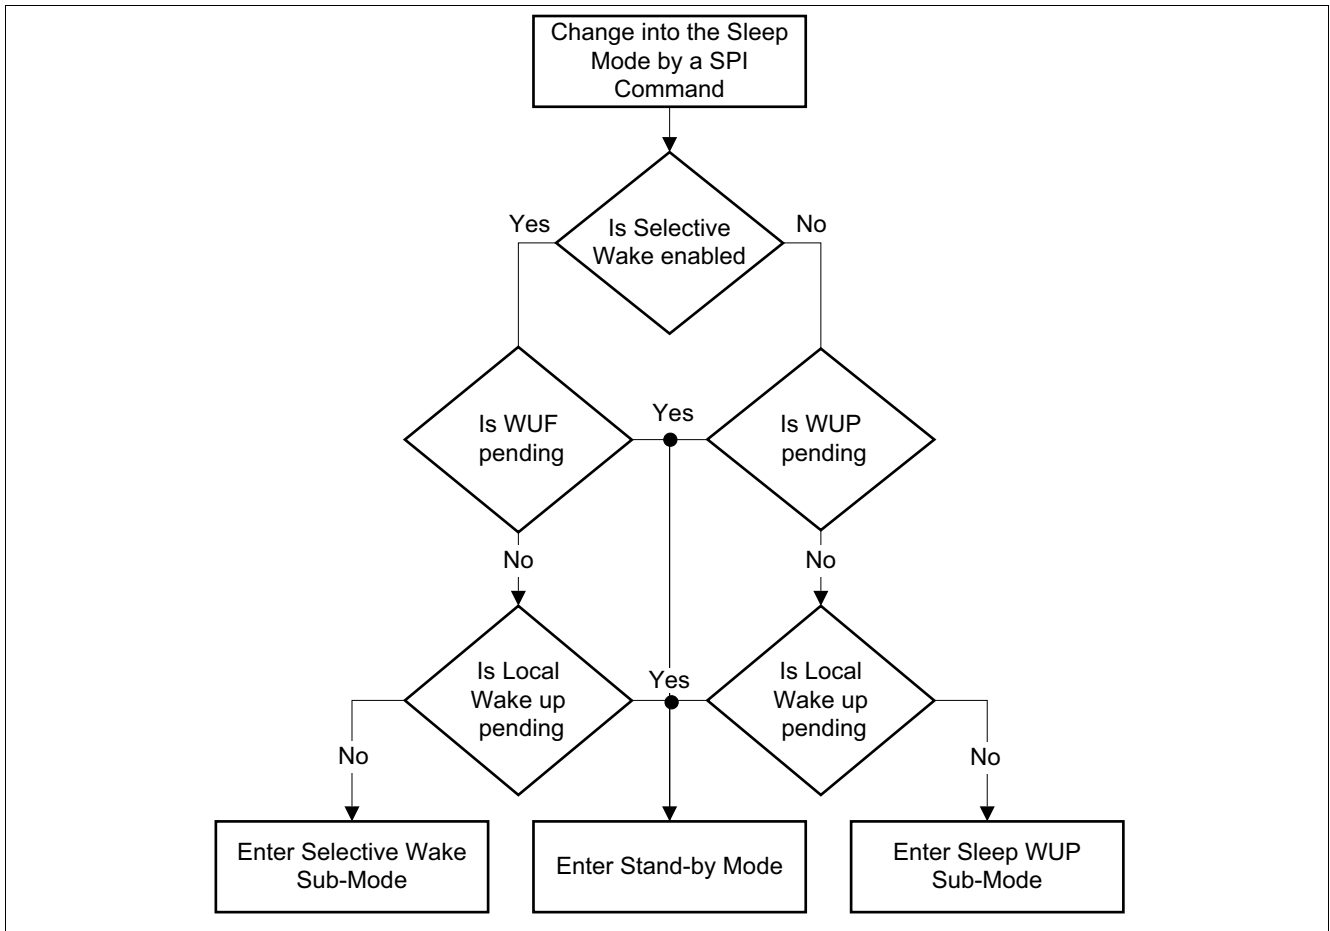 Change into the Sleep
Mode by a SPI
Command
Yes
No
Is Selective
Wake enabled
Is WUF
pending
Yes
Is WUP
pending
No
No
Is Local
Wake up
pending
Yes
Is Local
Wake up
pending
No
No
Enter Selective Wake
Sub-Mode
Enter Stand-by Mode
Enter Sleep WUP
Sub-Mode